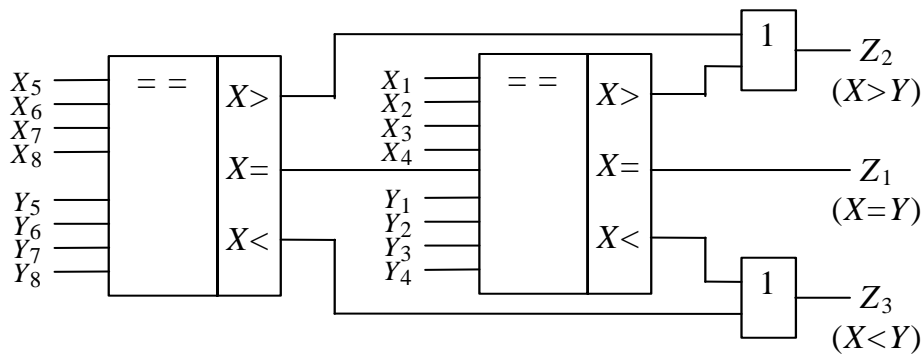 = =
X>
X=
X<
X5
X6
X7
X8
Y5
Y6
Y7
Y8
= =
X>
X=
X<
X1
X2
X3
X4
Y1
Y2
Y3
Y4
1
Z2
(X>Y)
Z1
(X=Y)
1
Z3
(X<Y)